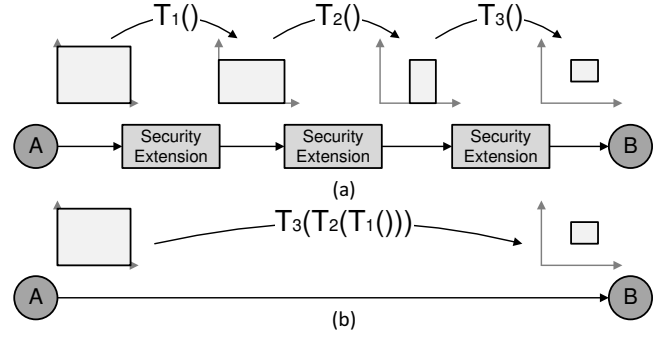 T₁() T₂() T₃()
A Security Extension Security Extension Security Extension B
(a)
T₃(T₂(T₁()))
A B
(b)